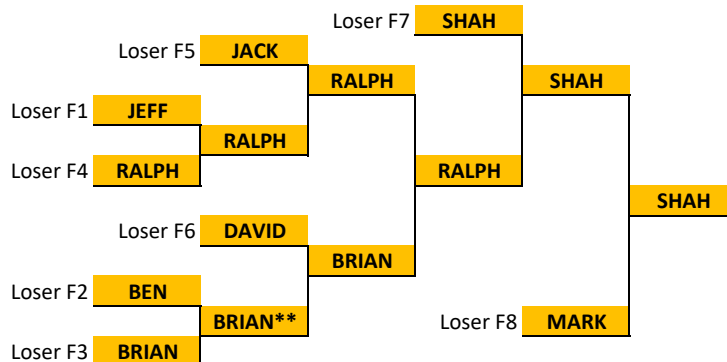 Loser F7 SHAH
Loser F5 JACK
RALPH SHAH
Loser F1 JEFF
RALPH
Loser F4 RALPH RALPH
SHAH
Loser F6 DAVID
BRIAN
Loser F2 BEN
BRIAN** Loser F8 MARK
Loser F3 BRIAN